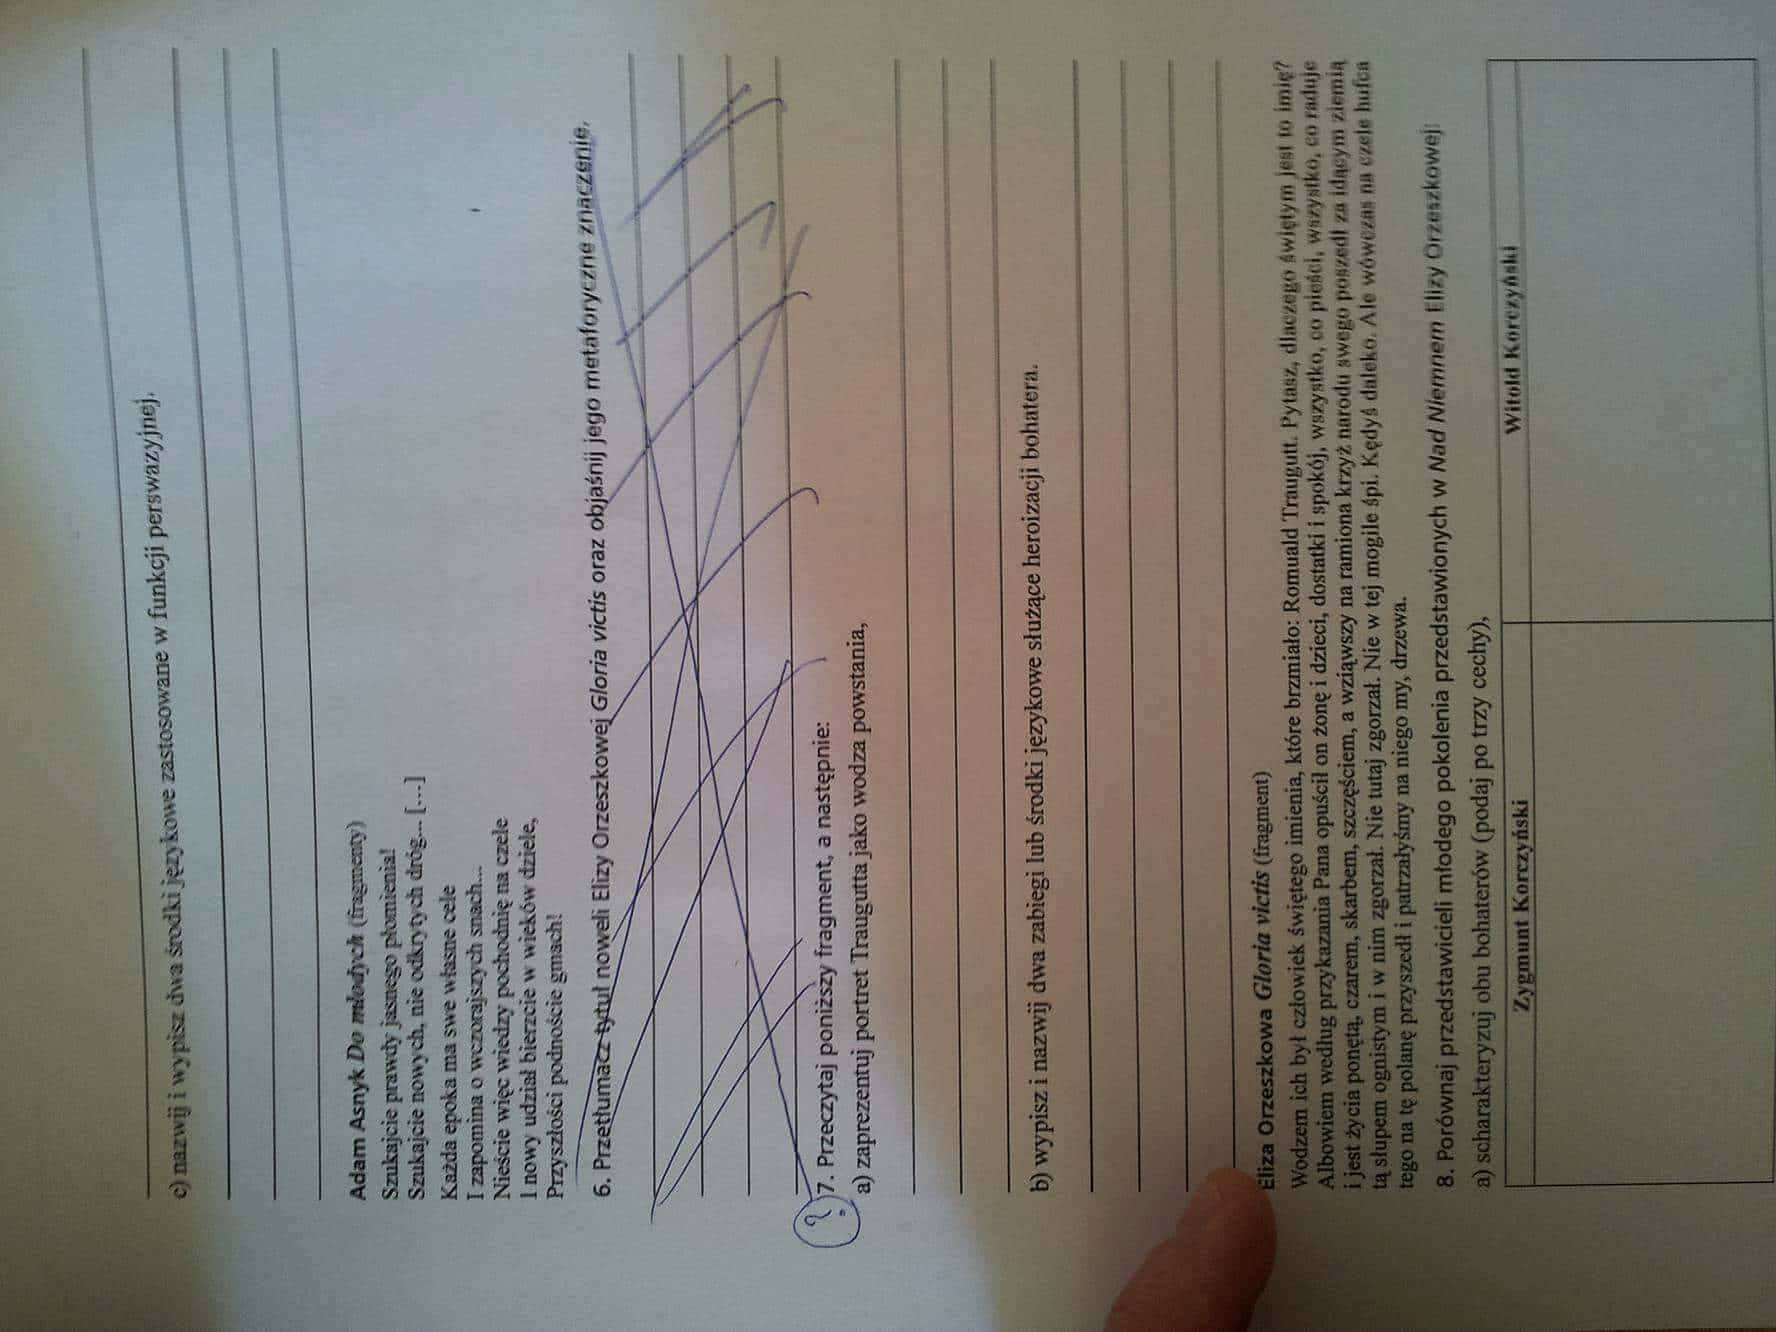 c) nazwij i wypisz dwa środki językowe zastosowane w funkcji perswazyjnej.
Adam Asnyk Do młodych (fragmenty)
Szukajcie prawdy jasnego płomienia!
Szukajcie nowych, nie odkrytych dróg... [...]
Każda epoka ma swe własne cele
I zapomina o wczorajszych snach...
Nieście więc wiedzy pochodnię na czele
I nowy udział bierzcie w wieków dziele,
Przyszłości podnoście gmach!
6. Przetłumacz tytuł noweli Elizy Orzeszkowej Gloria victis oraz objaśnij jego metaforyczne znaczenie.
?
7. Przeczytaj poniższy fragment, a następnie:
a) zaprezentuj portret Traugutta jako wodza powstania,
b) wypisz i nazwij dwa zabiegi lub środki językowe służące heroizacji bohatera.
Eliza Orzeszkowa Gloria victis (fragment)
Wodzem ich był człowiek świętego imienia, które brzmiało: Romuald Traugutt. Pytasz, dlaczego świętym jest to imię?
Albowiem według przykazania Pana opuścił on żonę i dzieci, dostatki i spokój, wszystko, co pieści, wszystko, co raduje
i jest życia ponętą, czarem, skarbem, szczęściem, a wziąwszy na ramiona krzyż narodu swego poszedł za idącym ziemią
tą słupem ognistym i w nim zgorzał. Nie tutaj zgorzał. Nie w tej mogile śpi. Kędyś daleko. Ale wówczas na czele hufca
tego na tę polanę przyszedł i patrzałyśmy na niego my, drzewa.
8. Porównaj przedstawicieli młodego pokolenia przedstawionych w Nad Niemnem Elizy Orzeszkowej:
a) scharakteryzuj obu bohaterów (podaj po trzy cechy),
Zygmunt Korczyński
Witold Korczyński